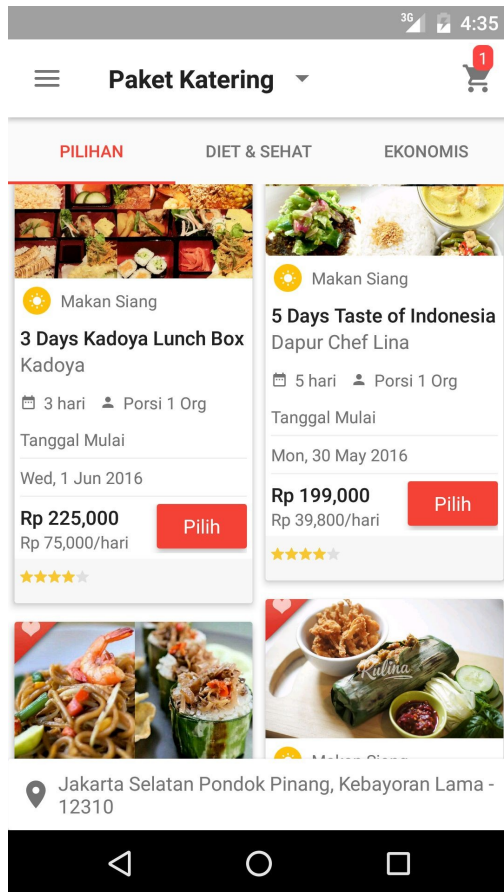 3G
4:35
Paket Katering
1
PILIHAN
DIET & SEHAT
EKONOMIS
Makan Siang
3 Days Kadoya Lunch Box
Kadoya
3 hari
Porsi 1 Org
Tanggal Mulai
Wed, 1 Jun 2016
Rp 225,000
Rp 75,000/hari
Pilih
Makan Siang
5 Days Taste of Indonesia
Dapur Chef Lina
5 hari
Porsi 1 Org
Tanggal Mulai
Mon, 30 May 2016
Rp 199,000
Rp 39,800/hari
Pilih
Kulina
Makan Siang
Jakarta Selatan Pondok Pinang, Kebayoran Lama -
12310